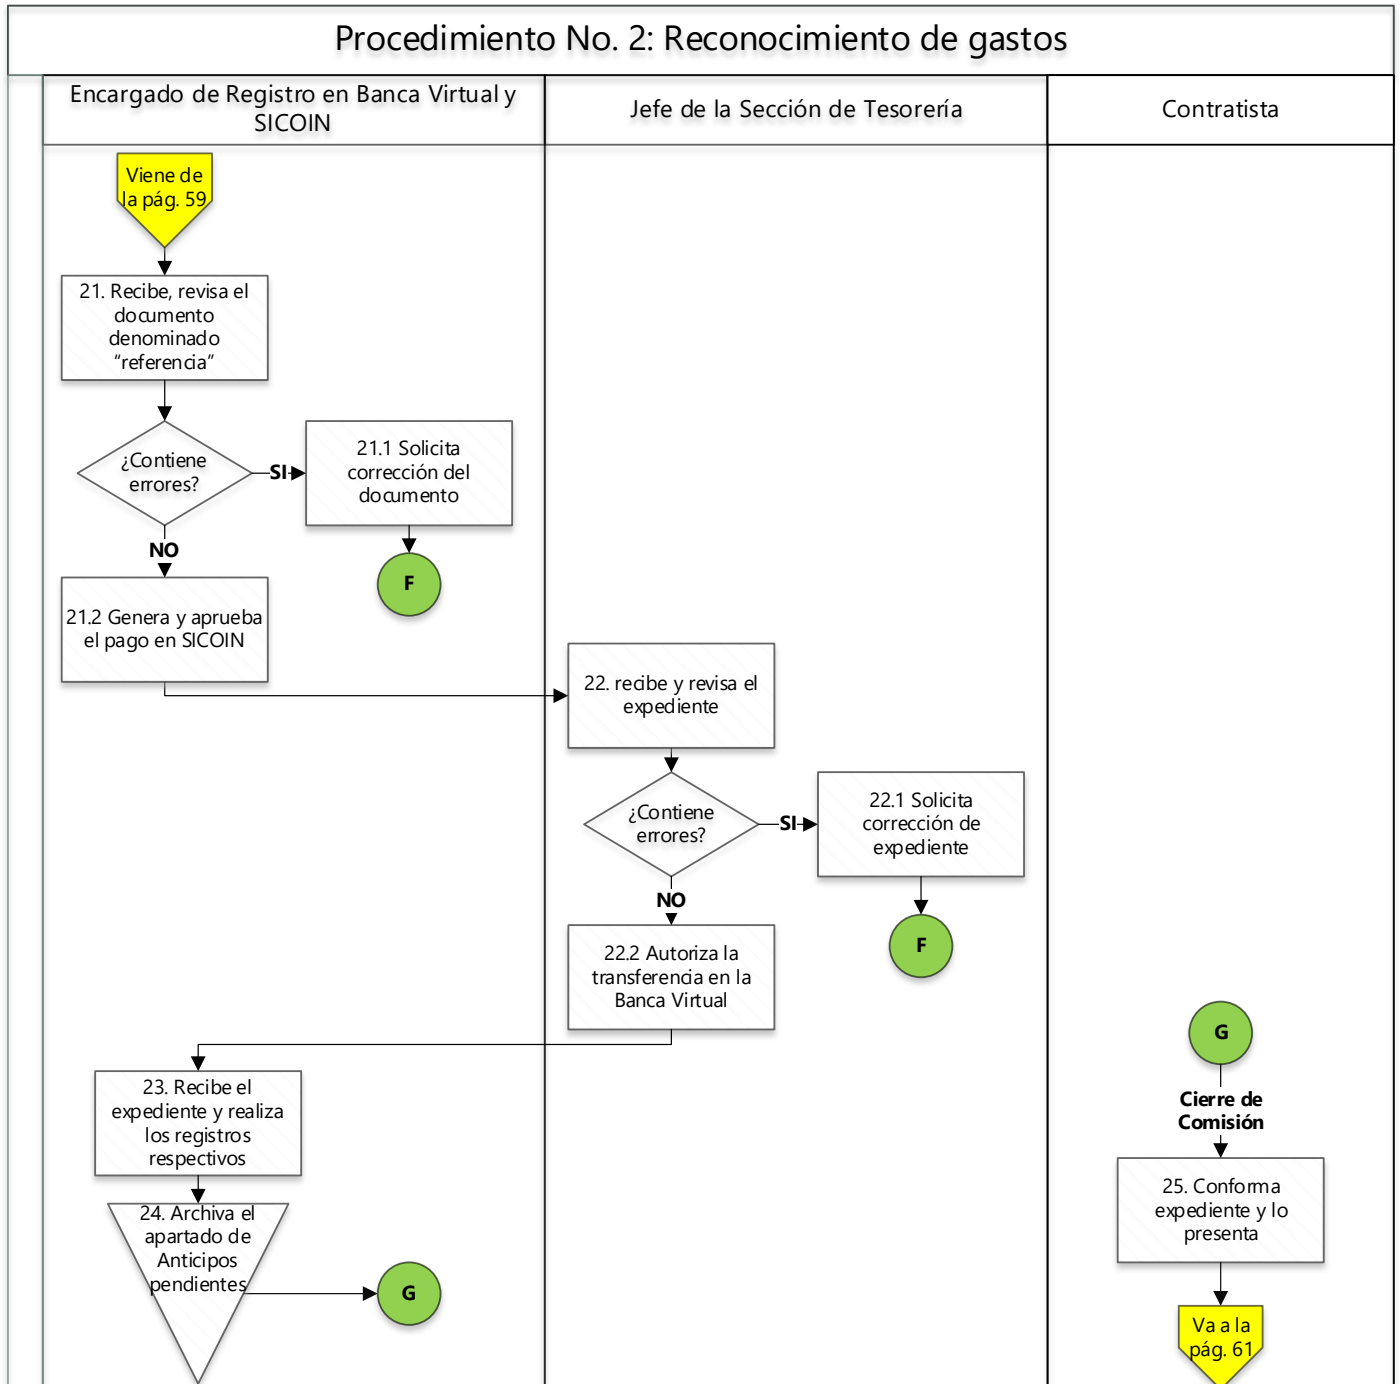 Procedimiento No. 2: Reconocimiento de gastos
Encargado de Registro en Banca Virtual y
SICOIN
Jefe de la Sección de Tesorería
Contratista
Viene de
la pág. 59
21. Recibe, revisa el
documento
denominado
“referencia”
¿Contiene
errores?
SI
21.1 Solicita
corrección del
documento
F
NO
21.2 Genera y aprueba
el pago en SICOIN
22. recibe y revisa el
expediente
¿Contiene
errores?
SI
22.1 Solicita
corrección de
expediente
F
NO
22.2 Autoriza la
transferencia en la
Banca Virtual
23. Recibe el
expediente y realiza
los registros
respectivos
24. Archiva el
apartado de
Anticipos
pendientes
G
G
Cierre de
Comisión
25. Conforma
expediente y lo
presenta
Va a la
pág. 61